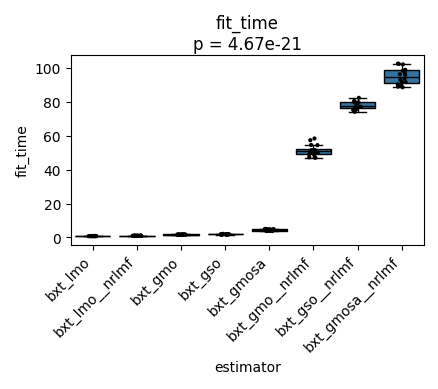 fit_time
p = 4.67e-21
fit_time
100
80
60
40
20
0
bxt_lmo
bxt_lmo__nrlmf
bxt_gmo
bxt_gso
bxt_gmosa
bxt_gmo__nrlmf
bxt_gso__nrlmf
bxt_gmosa__nrlmf
estimator